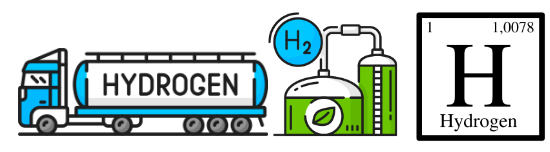 HYDROGEN
H₂
1 1,0078
H
Hydrogen